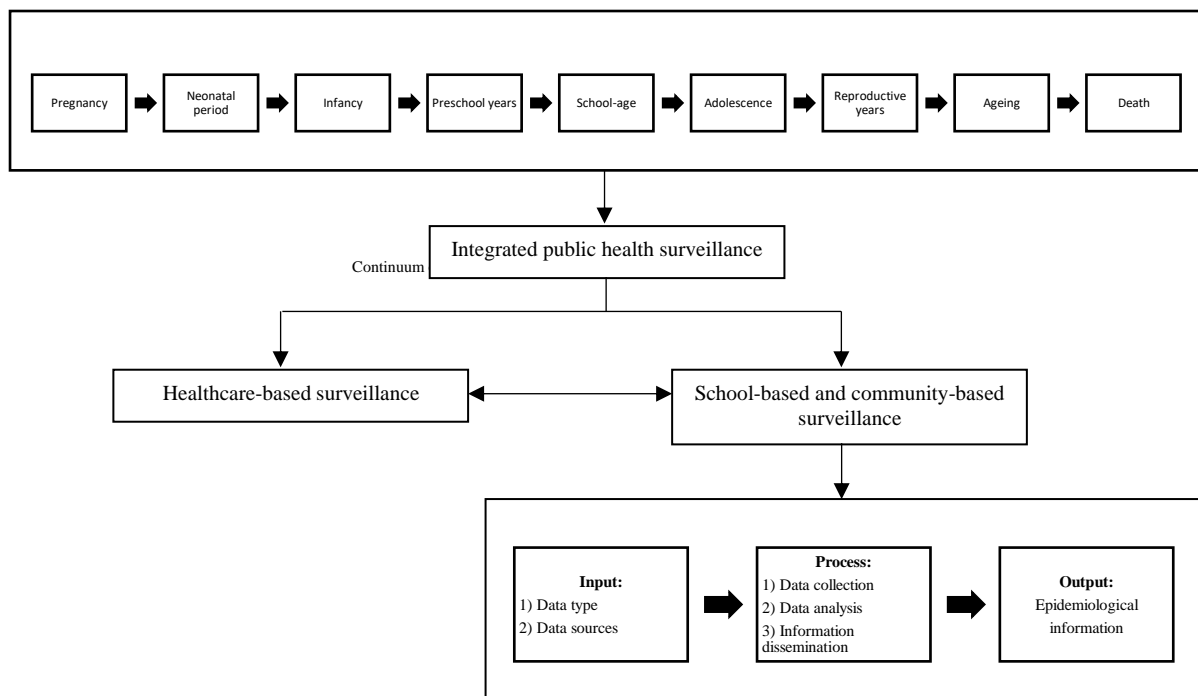 Pregnancy
Neonatal
period
Infancy
Preschool years
School-age
Adolescence
Reproductive
years
Ageing
Death
Integrated public health surveillance
Continuum
Healthcare-based surveillance
School-based and community-based
surveillance
Input:
1) Data type
2) Data sources
Process:
1) Data collection
2) Data analysis
3) Information
dissemination
Output:
Epidemiological
information